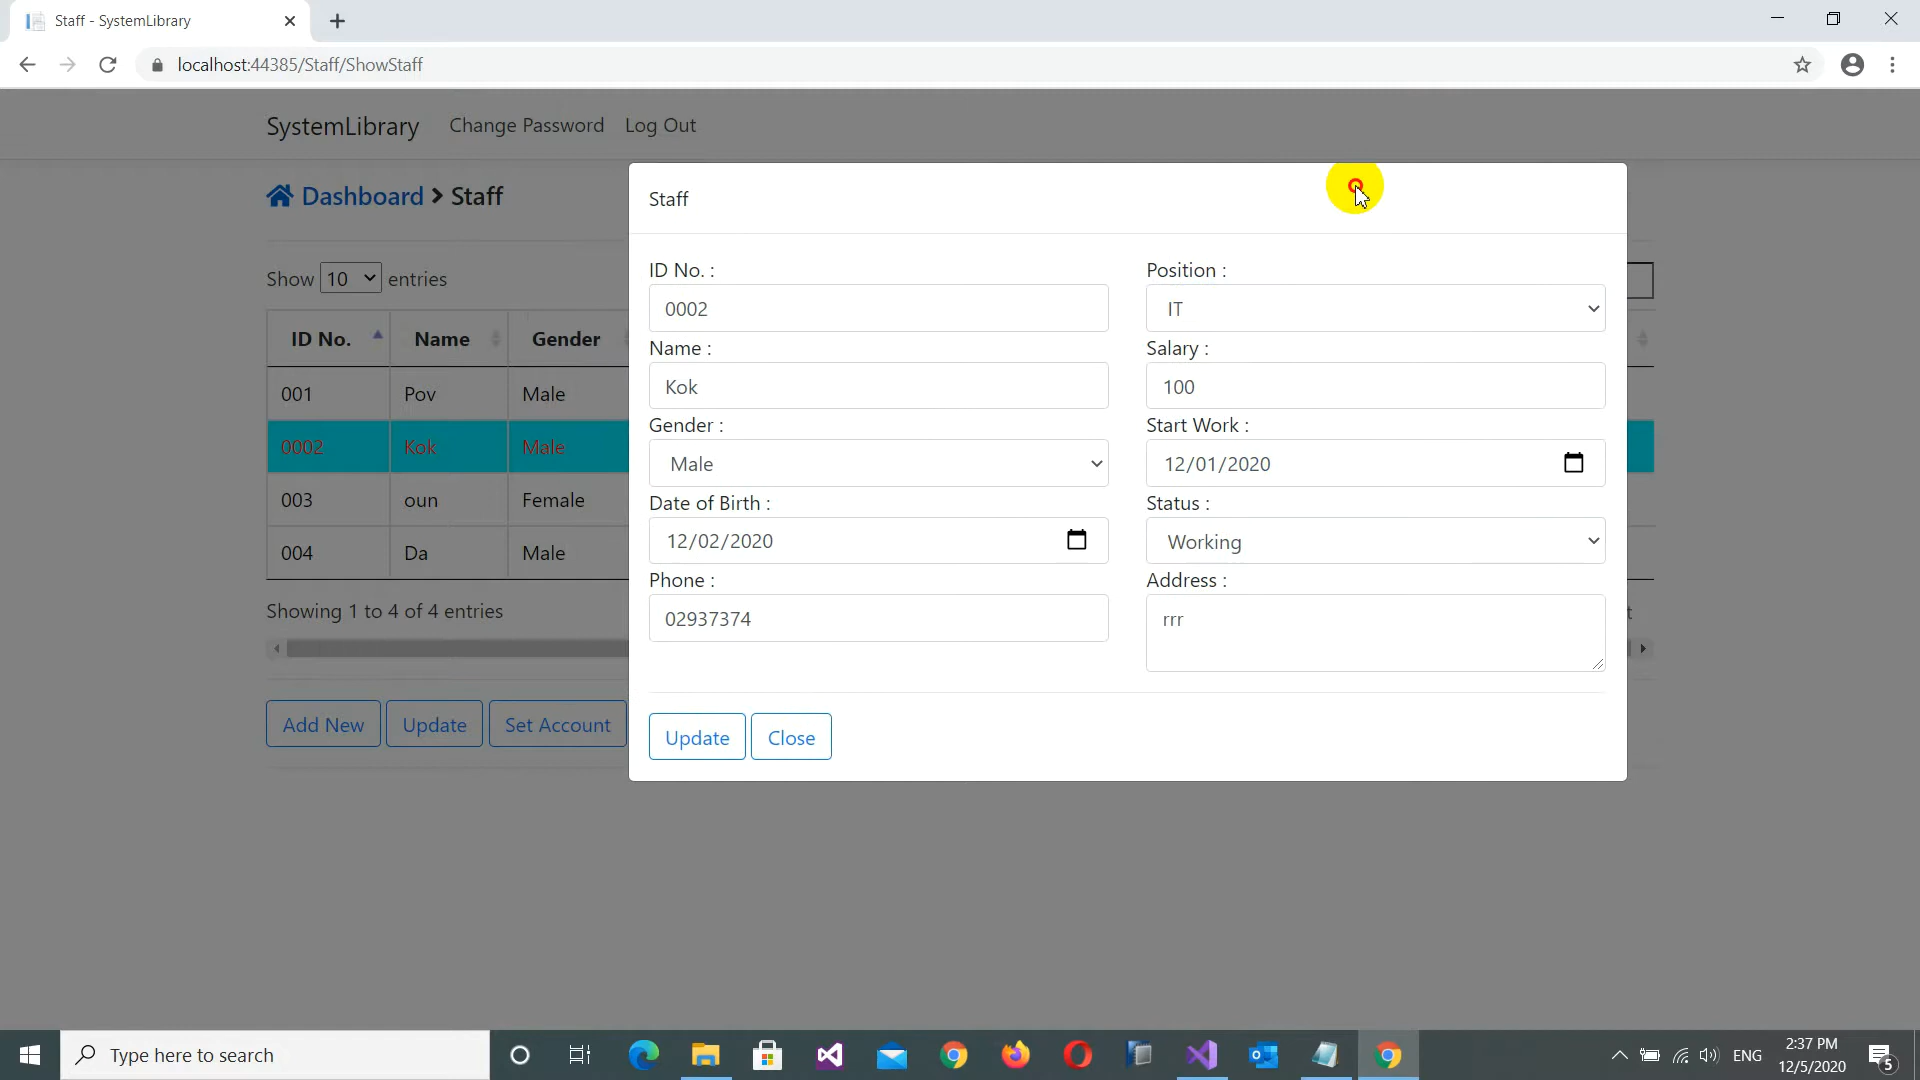 Staff - SystemLibrary
localhost:44385/Staff/ShowStaff
SystemLibrary Change Password Log Out
Dashboard > Staff
Show 10 entries
ID No. Name Gender
001 Pov Male
0002 Kok Male
003 oun Female
004 Da Male
Showing 1 to 4 of 4 entries
Add New Update Set Account
Staff
ID No. :
0002
Name :
Kok
Gender :
Male
Date of Birth :
12/02/2020
Phone :
02937374
Position :
IT
Salary :
100
Start Work :
12/01/2020
Status :
Working
Address :
rrr
Update Close
Type here to search
ENG
2:37 PM
12/5/2020
5